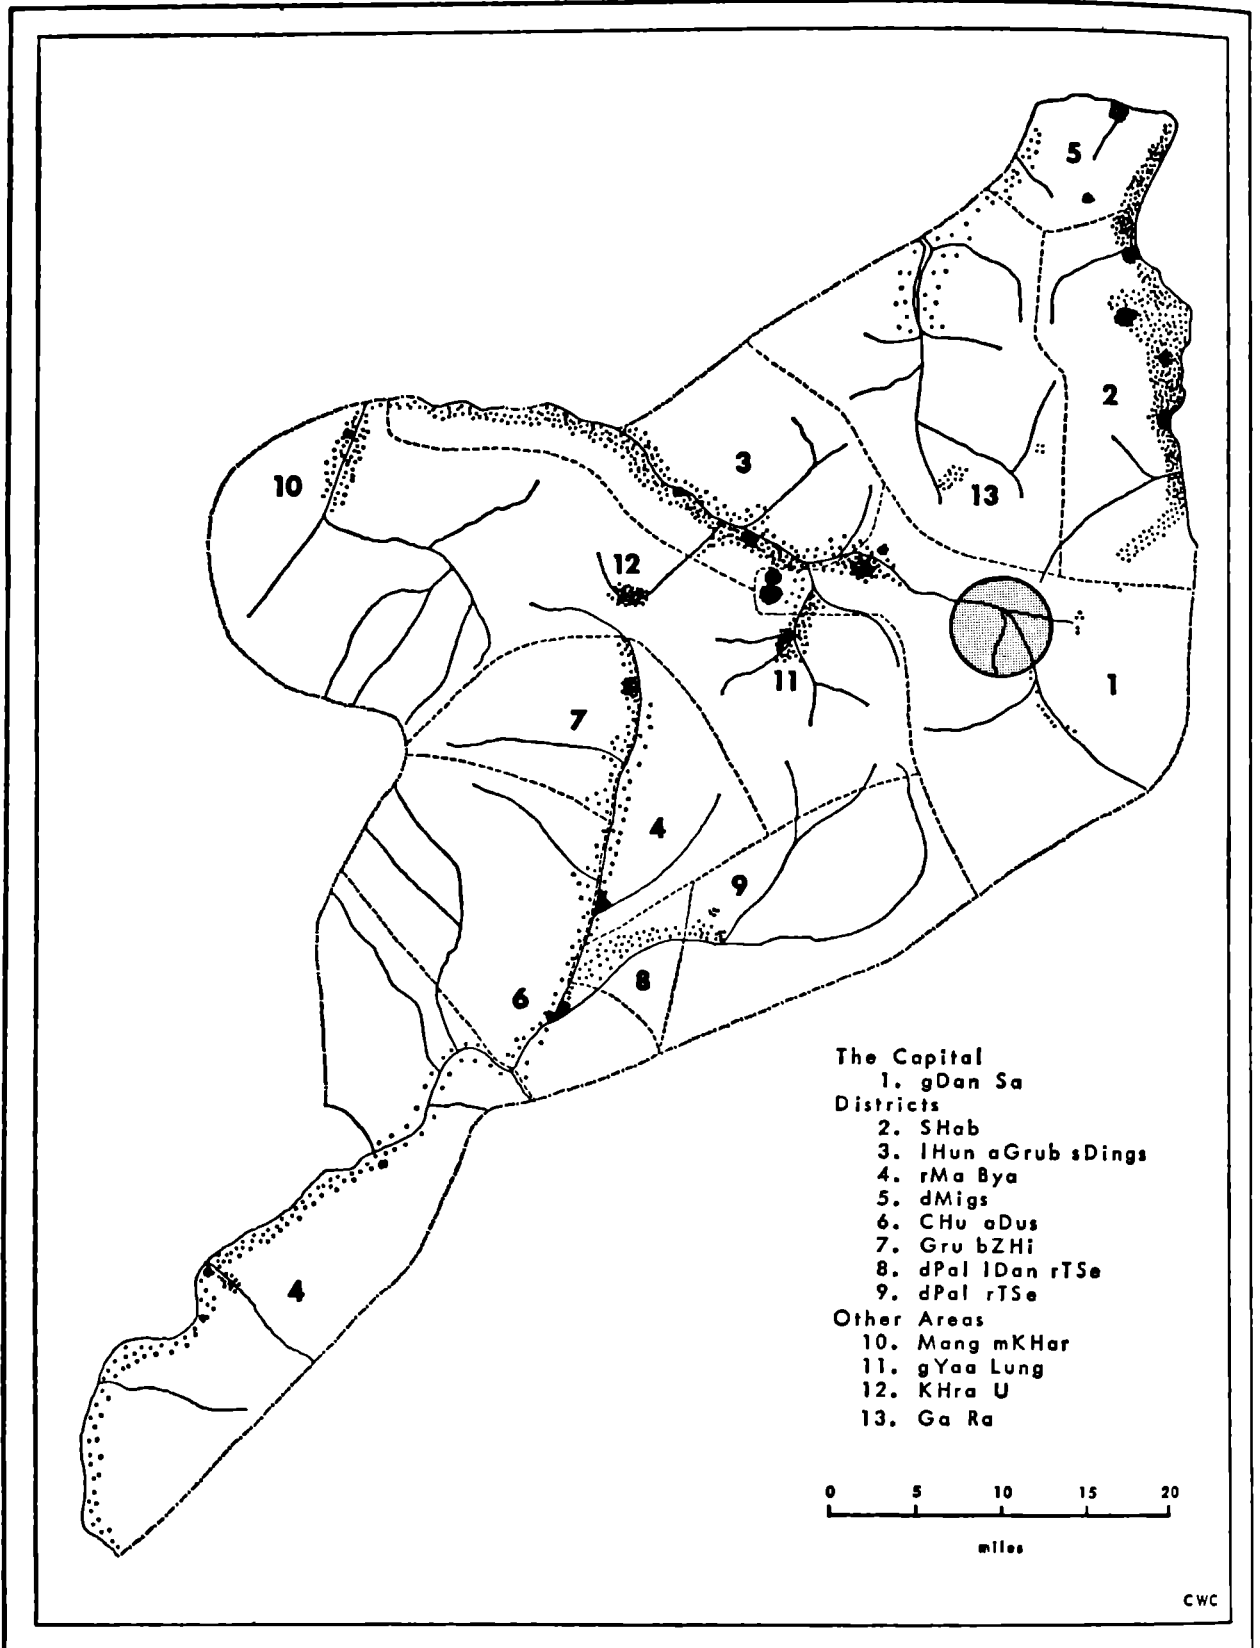 5
2
3
10
13
12
1
11
7
4
9
8
6
4
The Capital
1. gDan Sa
Districts
2. SHab
3. lHun aGrub sDings
4. rMa Bya
5. dMigs
6. CHu aDus
7. Gru bZHi
8. dPal lDan rTSe
9. dPal rTSe
Other Areas
10. Mang mKHar
11. gYaa Lung
12. KHra U
13. Ga Ra
0 5 10 15 20
miles
CWC